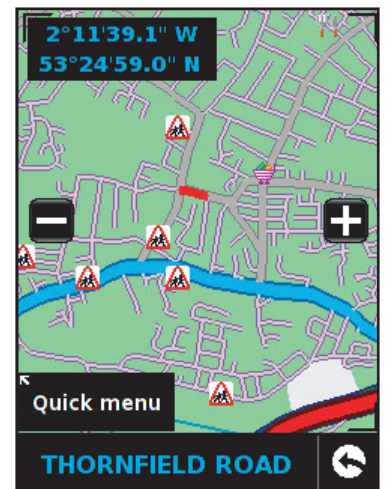 2°11'39.1" W
53°24'59.0" N
Quick menu
THORNFIELD ROAD